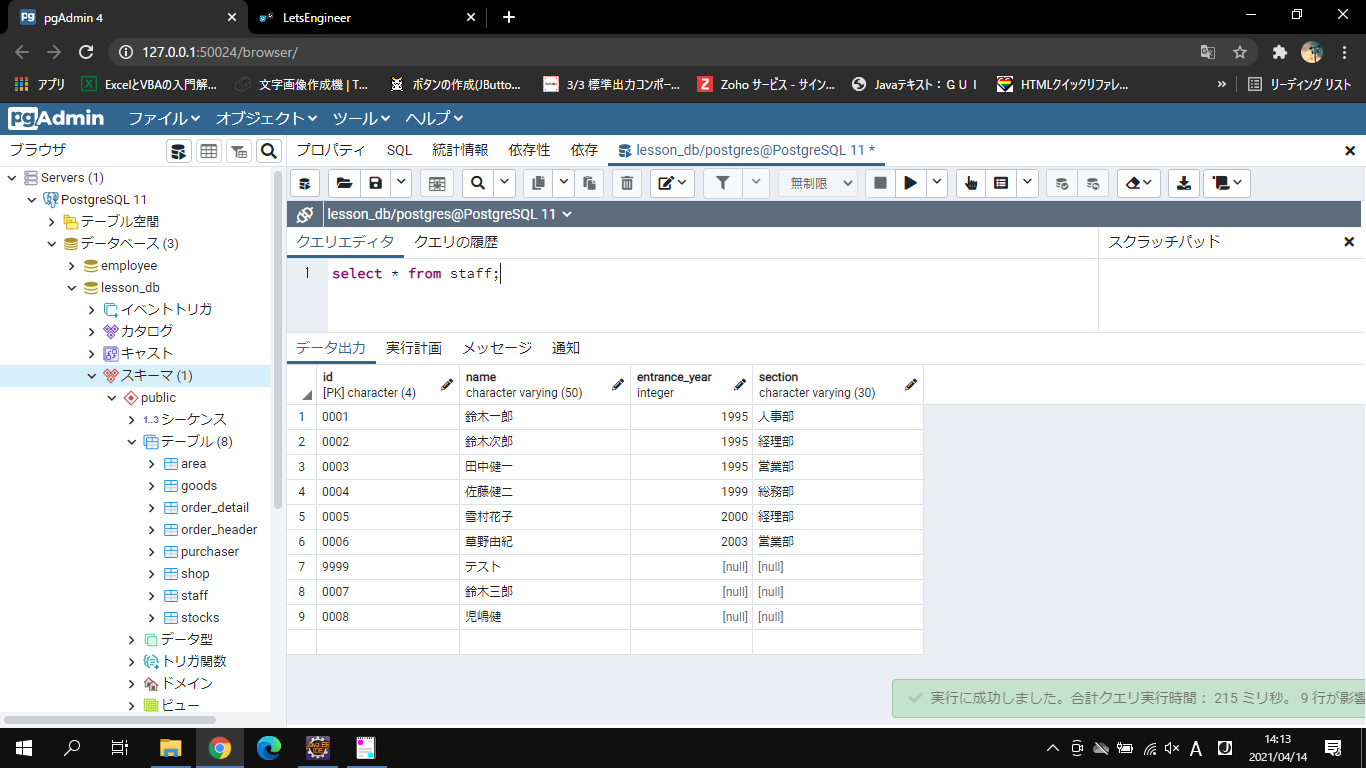 pgAdmin 4
LetsEngineer
127.0.0.1:50024/browser/
アプリ ExcelとVBAの入門解... 文字画像作成機 | T... ボタンの作成(JButto... 3/3 標準出力コンポー... Zoho サービス - サイン... Javaテキスト：ＧＵＩ HTMLクイックリファレ... » リーディング リスト
pgAdmin ファイル オブジェクト ツール ヘルプ
ブラウザ
プロパティ SQL 統計情報 依存性 依存 lesson_db/postgres@PostgreSQL 11 *
Servers (1)
PostgreSQL 11
テーブル空間
データベース (3)
employee
lesson_db
イベントトリガ
カタログ
キャスト
スキーマ (1)
public
1..3 シーケンス
テーブル (8)
area
goods
order_detail
order_header
purchaser
shop
staff
stocks
データ型
トリガ関数
ドメイン
ビュー
無制限
lesson_db/postgres@PostgreSQL 11
クエリエディタ クエリの履歴
スクラッチパッド
1 select * from staff;
データ出力 実行計画 メッセージ 通知
id name entrance_year section
[PK] character (4) character varying (50) integer character varying (30)
1 0001 鈴木一郎 1995 人事部
2 0002 鈴木次郎 1995 経理部
3 0003 田中健一 1995 営業部
4 0004 佐藤健二 1999 総務部
5 0005 雪村花子 2000 経理部
6 0006 草野由紀 2003 営業部
7 9999 テスト [null] [null]
8 0007 鈴木三郎 [null] [null]
9 0008 児嶋健 [null] [null]
実行に成功しました。合計クエリ実行時間： 215 ミリ秒。 9 行が影響
A
14:13
2021/04/14